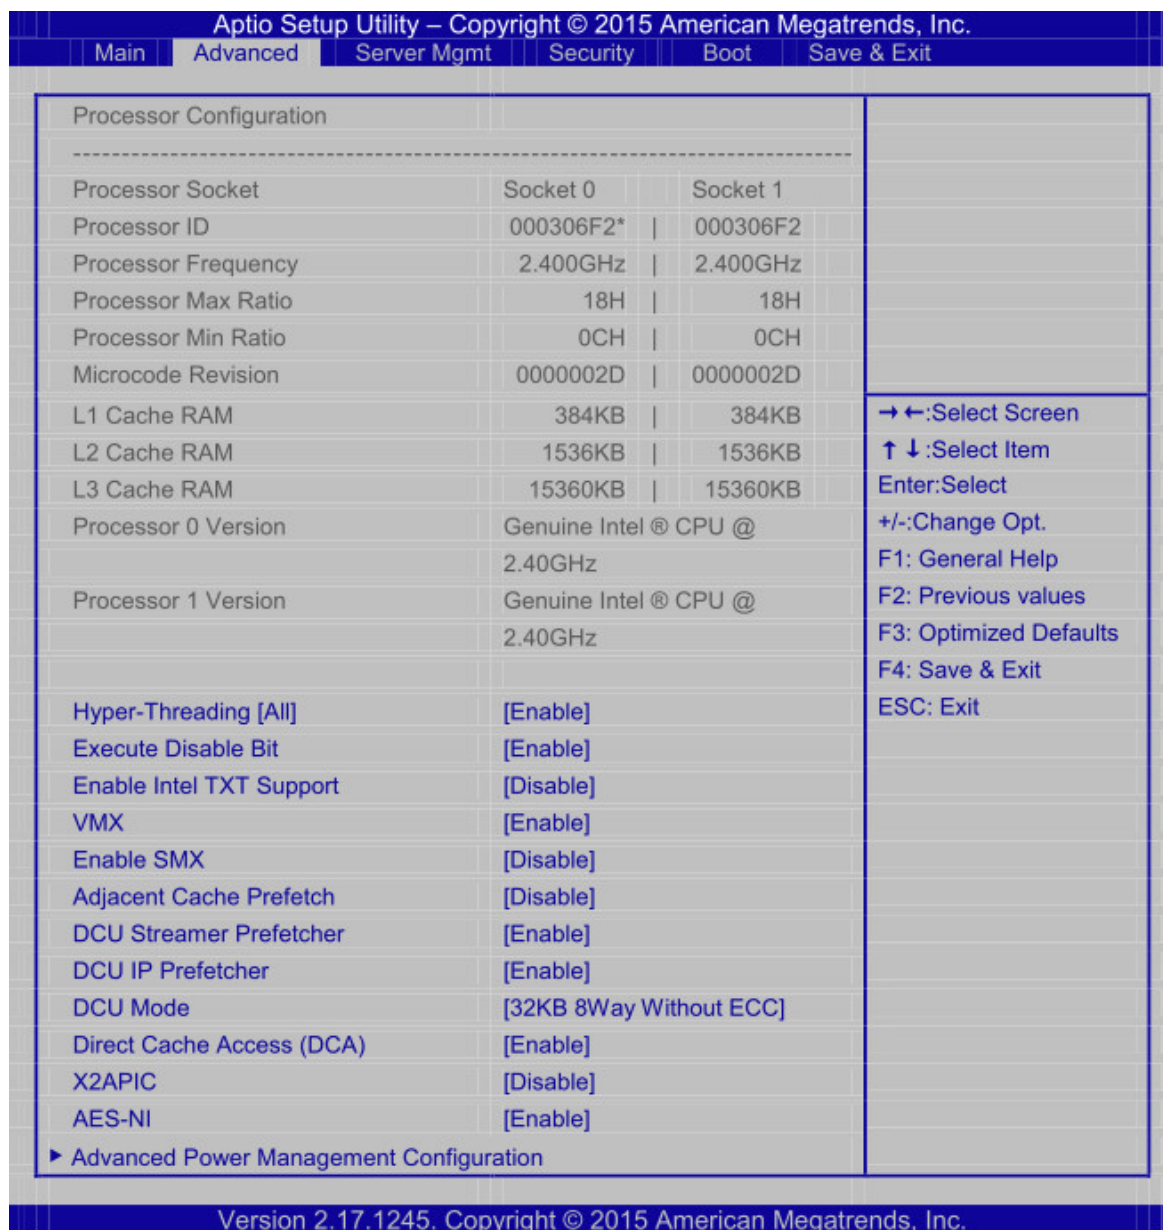 Aptio Setup Utility – Copyright © 2015 American Megatrends, Inc.
Main Advanced Server Mgmt Security Boot Save & Exit
Processor Configuration
--------------------------------------------------------------------------------
Processor Socket Socket 0 Socket 1
Processor ID 000306F2* | 000306F2
Processor Frequency 2.400GHz | 2.400GHz
Processor Max Ratio 18H | 18H
Processor Min Ratio 0CH | 0CH
Microcode Revision 0000002D | 0000002D
L1 Cache RAM 384KB | 384KB
L2 Cache RAM 1536KB | 1536KB
L3 Cache RAM 15360KB | 15360KB
Processor 0 Version Genuine Intel ® CPU @
2.40GHz
Processor 1 Version Genuine Intel ® CPU @
2.40GHz
Hyper-Threading [All] [Enable]
Execute Disable Bit [Enable]
Enable Intel TXT Support [Disable]
VMX [Enable]
Enable SMX [Disable]
Adjacent Cache Prefetch [Disable]
DCU Streamer Prefetcher [Enable]
DCU IP Prefetcher [Enable]
DCU Mode [32KB 8Way Without ECC]
Direct Cache Access (DCA) [Enable]
X2APIC [Disable]
AES-NI [Enable]
► Advanced Power Management Configuration
→←:Select Screen
↑↓:Select Item
Enter:Select
+/-:Change Opt.
F1: General Help
F2: Previous values
F3: Optimized Defaults
F4: Save & Exit
ESC: Exit
Version 2.17.1245. Copyright © 2015 American Megatrends, Inc.